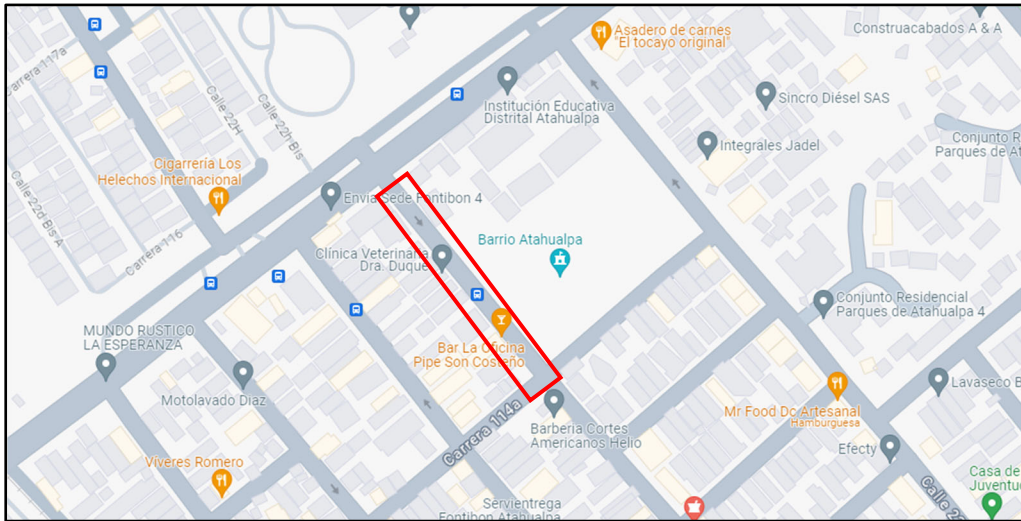 Construacabados A & A
Asadero de carnes
"El tocayo original"
Carrera 117a
Calle 22H
Calle 22h Bis
Institución Educativa
Distrital Atahualpa
Sincro Diésel SAS
Integrales Jadel
Conjunto R
Parques de At
Cigarrería Los
Helechos Internacional
Calle 22d Bis A
Envia Sede Fontibon 4
Carrera 116
Clínica Veterinaria
Dra. Duque
Barrio Atahualpa
Conjunto Residencial
Parques de Atahualpa 4
MUNDO RUSTICO
LA ESPERANZA
Bar La Oficina
Pipe Son Costeño
Motolavado Diaz
Lavaseco B
Mr Food Dc Artesanal
Hamburguesa
Barberia Cortes
Americanos Helio
Carrera 114a
Efecty
Viveres Romero
Casa de
Juventud
Calle 2
Servientrega
Fontibon Atahualpa